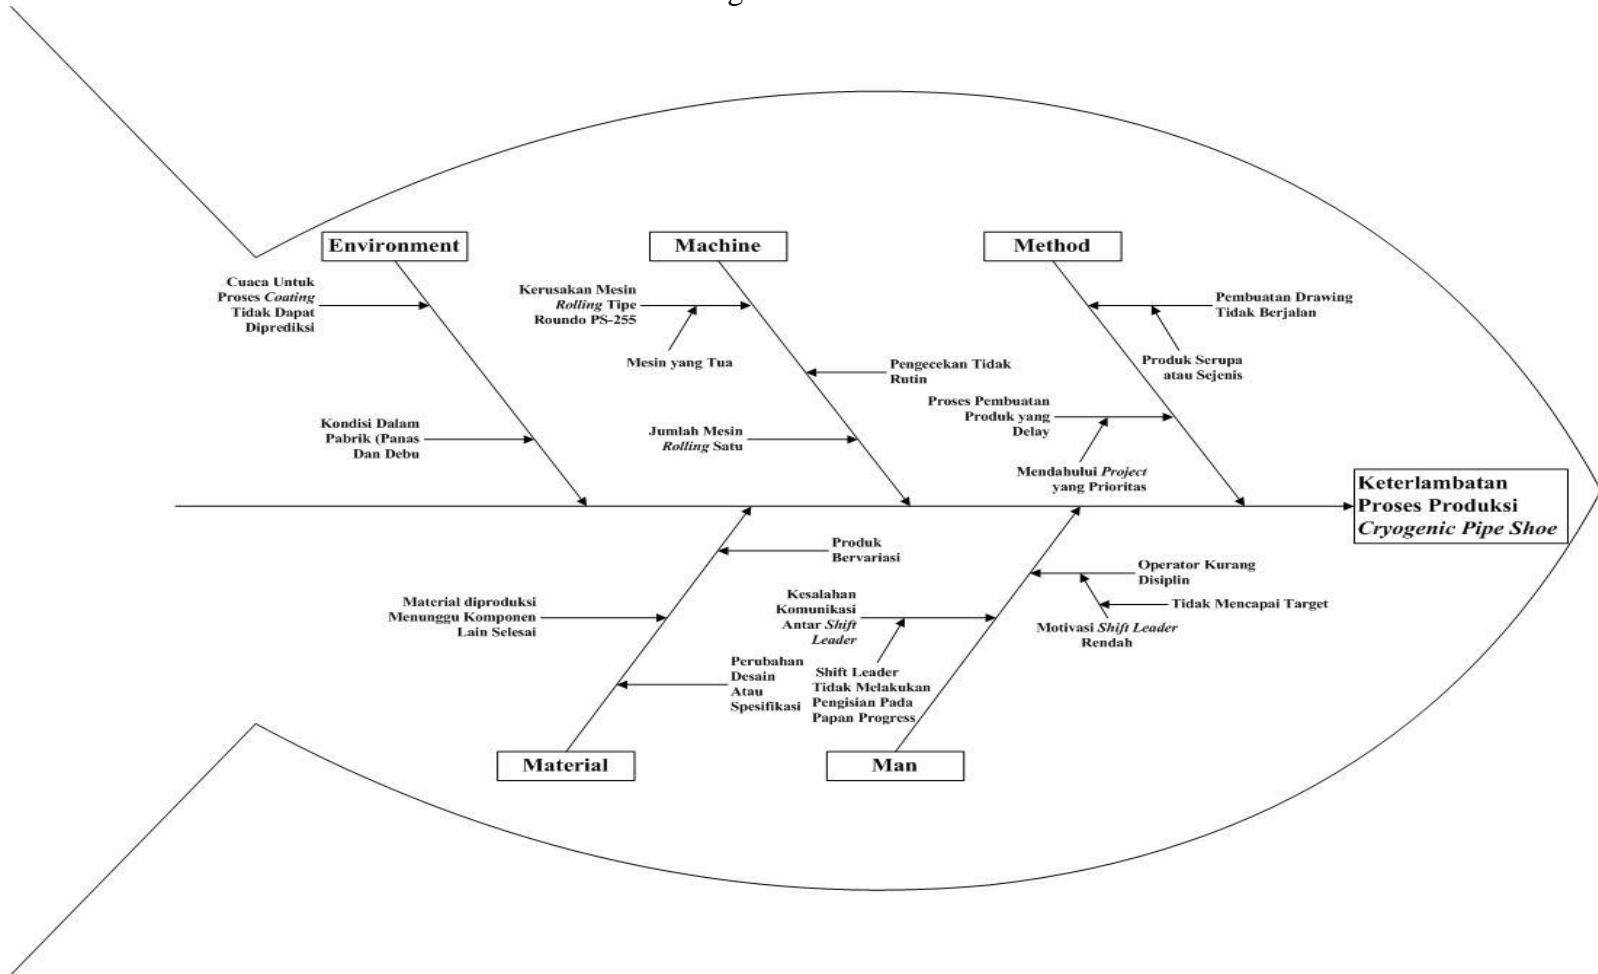 g
Environment
Machine
Method
Cuaca Untuk
Proses Coating
Tidak Dapat
Diprediksi
Kerusakan Mesin
Rolling Tipe
Roundo PS-255
Mesin yang Tua
Pembuatan Drawing
Tidak Berjalan
Produk Serupa
atau Sejenis
Pengecekan Tidak
Rutin
Proses Pembuatan
Produk yang
Delay
Kondisi Dalam
Pabrik (Panas
Dan Debu
Jumlah Mesin
Rolling Satu
Mendahului Project
yang Prioritas
Keterlambatan
Proses Produksi
Cryogenic Pipe Shoe
Produk
Bervariasi
Material diproduksi
Menunggu Komponen
Lain Selesai
Perubahan
Desain
Atau
Spesifikasi
Kesalahan
Komunikasi
Antar Shift
Leader
Shift Leader
Tidak Melakukan
Pengisian Pada
Papan Progress
Operator Kurang
Disiplin
Tidak Mencapai Target
Motivasi Shift Leader
Rendah
Material
Man